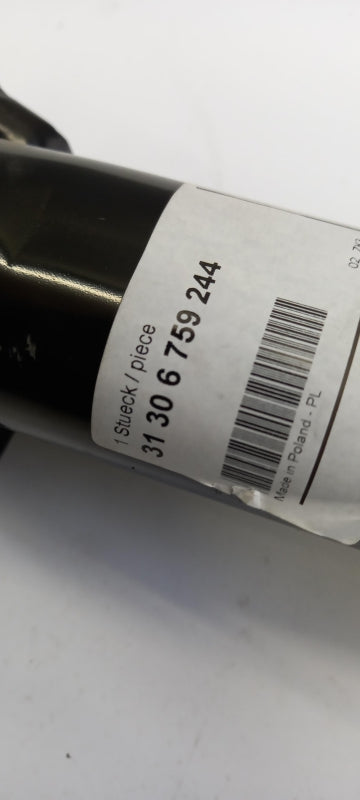 1 Stueck / piece
31 30 6 759 244
Made in Poland - PL